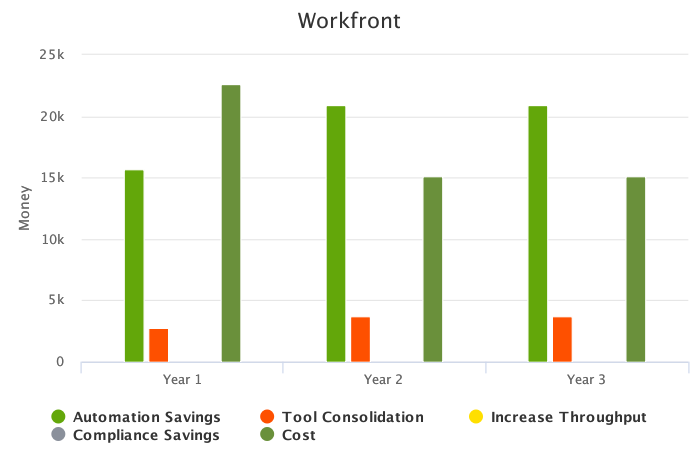 Workfront
25k
20k
15k
10k
5k
0
Money
Year 1 Year 2 Year 3
Automation Savings Tool Consolidation Increase Throughput
Compliance Savings Cost